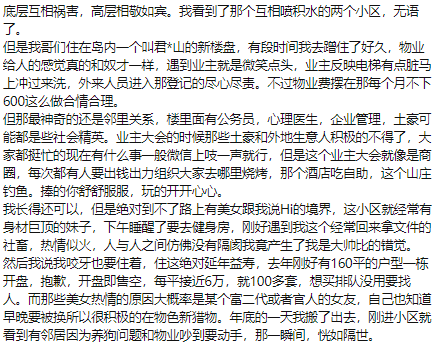 底层互相祸害，高层相敬如宾。我看到了那个互相喷积水的两个小区，无语
了。
但是我哥们住在岛内一个叫君*山的新楼盘，有段时间我去蹭住了好久，物业
给人的感觉真的和奴才一样，遇到业主就是微笑点头，业主反映电梯有点脏马
上冲过来洗，外来人员进入那登记的尽心尽责。不过物业费摆在那每个月不下
600这么做合情合理。
但那最神奇的还是邻里关系，楼里面有公务员，心理医生，企业管理，土豪可
能都是些社会精英。业主大会的时候那些土豪和外地生意人积极的不得了，大
家都挺忙的现在有什么事一般微信上吱一声就行，但是这个业主大会就像是商
圈，每次都有人要出钱出力组织大家去哪里烧烤，那个酒店吃自助，这个山庄
钓鱼。捧的你舒舒服服，玩的开开心心。
我长得还可以，但是绝对到不了路上有美女跟我说Hi的境界，这小区就经常有
身材巨顶的妹子，下午睡醒了要去健身房，刚好遇到我这个经常回来拿文件的
社畜，热情似火，人与人之间仿佛没有隔阂我竟产生了我是大帅比的错觉。
然后我说我咬牙也要住着，住这绝对延年益寿，去年刚好有160平的户型一栋
开盘，抱歉，开盘即售空，每平接近6万，就100多套，想买排队没用要找
人。而那些美女热情的原因大概率是某个富二代或者官人的女友，自己也知道
早晚要被换所以很积极的在物色新猎物。年底的一天我搬了出去，刚进小区就
看到有邻居因为养狗问题和物业吵到要动手，那一瞬间，恍如隔世。